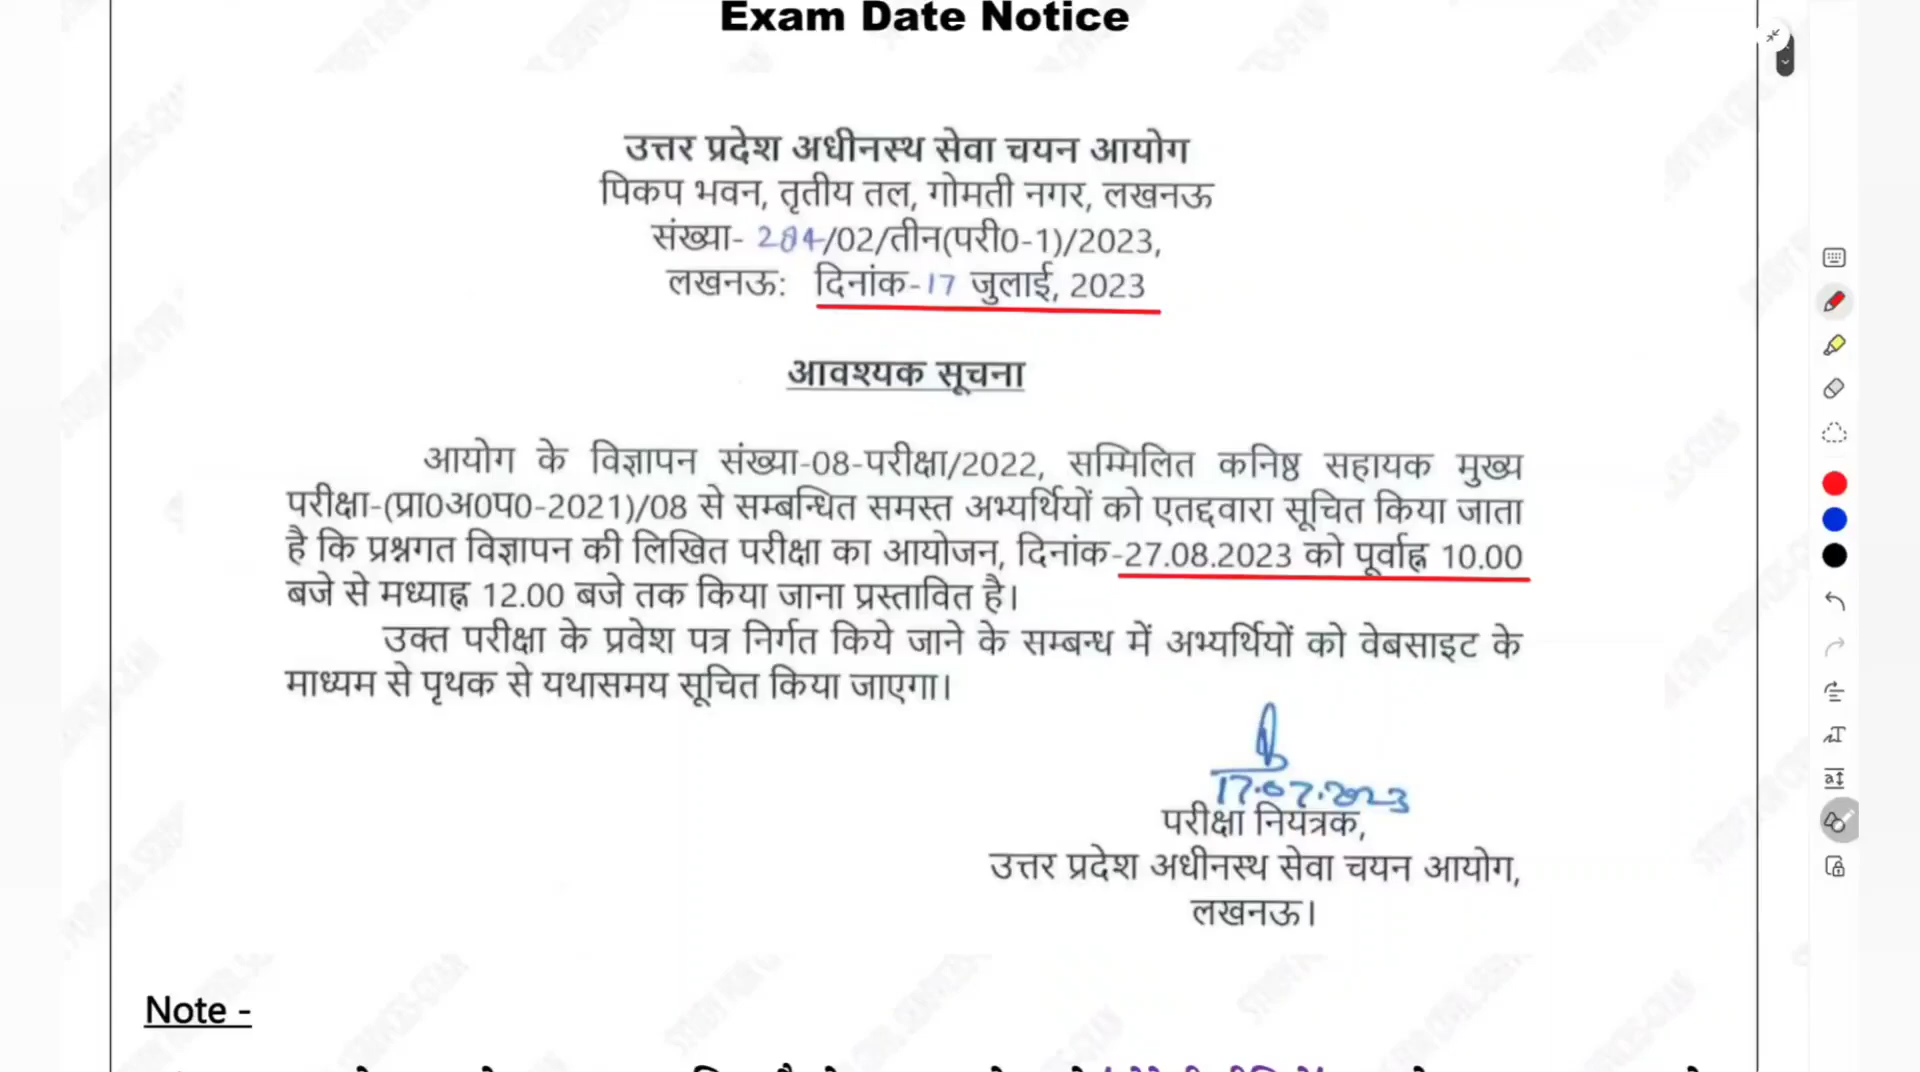 Exam Date Notice
उत्तर प्रदेश अधीनस्थ सेवा चयन आयोग
पिकप भवन, तृतीय तल, गोमती नगर, लखनऊ
संख्या- 284/02/तीन(परी0-1)/2023,
लखनऊः दिनांक-17 जुलाई, 2023
आवश्यक सूचना
आयोग के विज्ञापन संख्या-08-परीक्षा/2022, सम्मिलित कनिष्ठ सहायक मुख्य
परीक्षा-(प्रा0अ0प0-2021)/08 से सम्बन्धित समस्त अभ्यर्थियों को एतद्दवारा सूचित किया जाता
है कि प्रश्नगत विज्ञापन की लिखित परीक्षा का आयोजन, दिनांक-27.08.2023 को पूर्वाह्न 10.00
बजे से मध्याह्न 12.00 बजे तक किया जाना प्रस्तावित है।
उक्त परीक्षा के प्रवेश पत्र निर्गत किये जाने के सम्बन्ध में अभ्यर्थियों को वेबसाइट के
माध्यम से पृथक से यथासमय सूचित किया जाएगा।
17.07.2023
परीक्षा नियंत्रक,
उत्तर प्रदेश अधीनस्थ सेवा चयन आयोग,
लखनऊ।
Note -